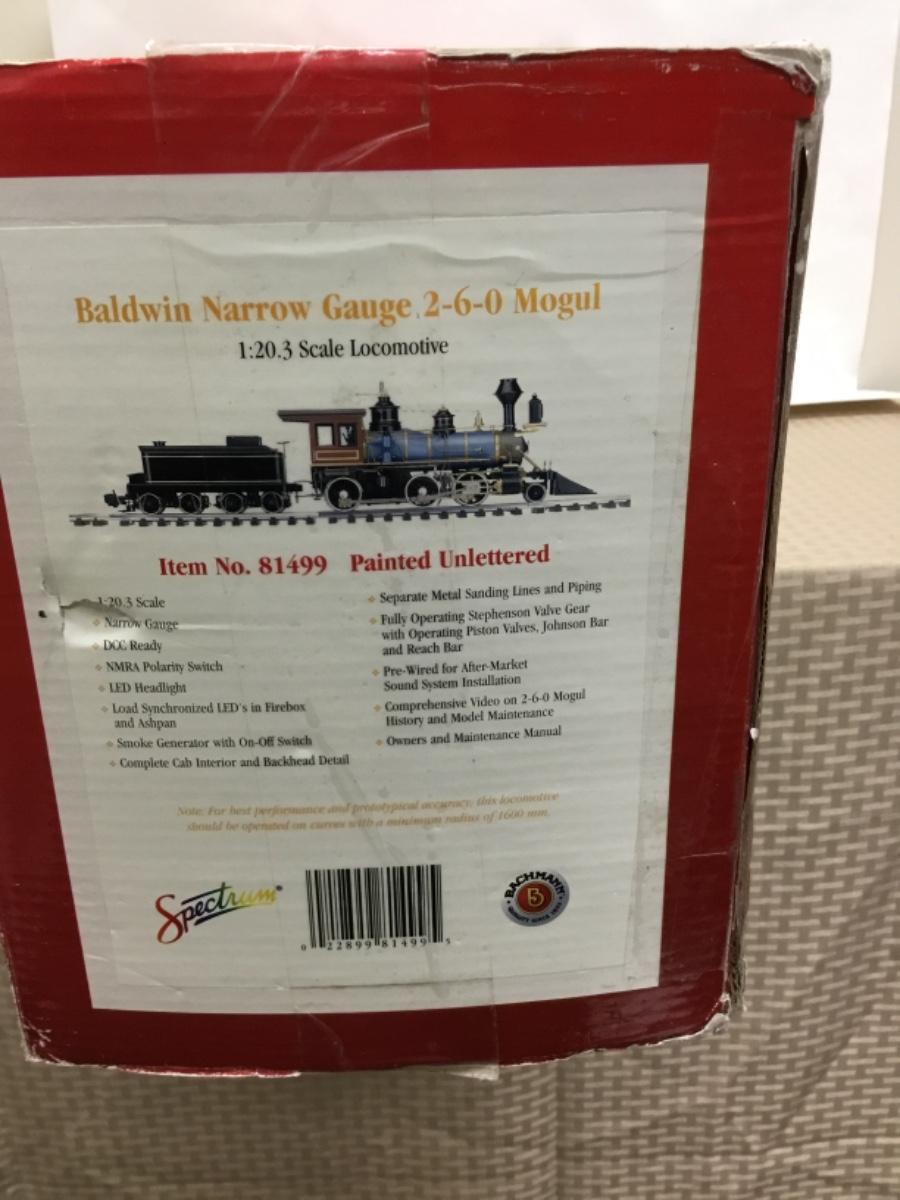 Baldwin Narrow Gauge 2-6-0 Mogul
1:20.3 Scale Locomotive
Item No. 81499 Painted Unlettered
1:20.3 Scale
Narrow Gauge
DCC Ready
NMRA Polarity Switch
LED Headlight
Load Synchronized LED's in Firebox
and Ashpan
Smoke Generator with On-Off Switch
Complete Cab Interior and Backhead Detail
Separate Metal Sanding Lines and Piping
Fully Operating Stephenson Valve Gear
with Operating Piston Valves, Johnson Bar
and Reach Bar
Pre-Wired for After-Market
Sound System Installation
Comprehensive Video on 2-6-0 Mogul
History and Model Maintenance
Owners and Maintenance Manual
Note: For best performance and prototypical accuracy, this locomotive
should be operated on curves with a minimum radius of 1600 mm.
Spectrum®
0 22899 81499 5
BACHMANN
B
QUALITY SINCE 1833